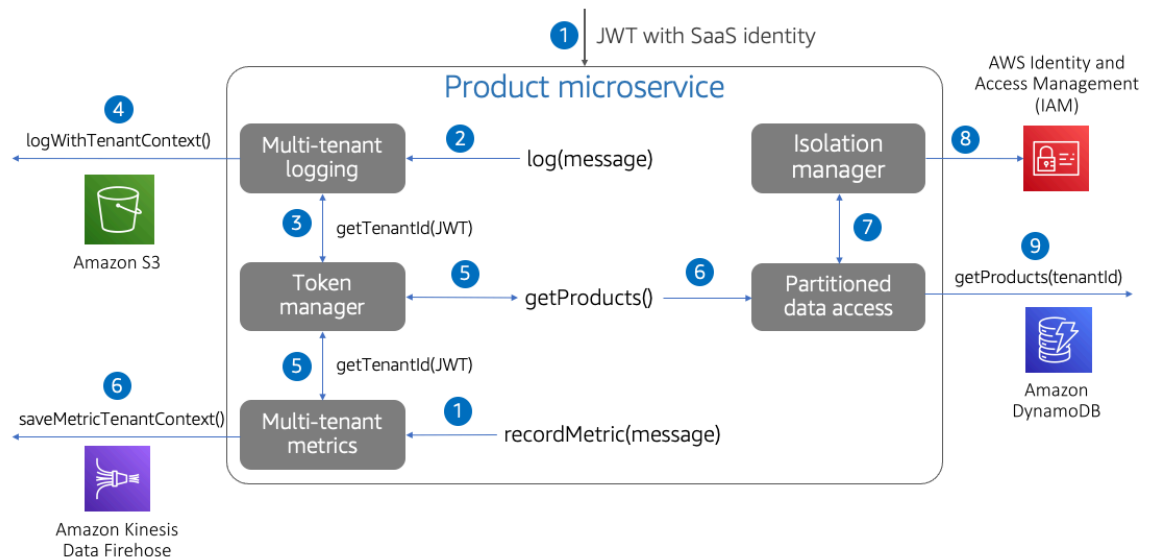 1 JWT with SaaS identity
Product microservice
AWS Identity and
Access Management
(IAM)
4
logWithTenantContext()
Multi-tenant
logging
2
log(message)
Isolation
manager
8
Amazon S3
3
getTenantId(JWT)
7
Token
manager
5
getProducts()
6
Partitioned
data access
9
getProducts(tenantId)
5
getTenantId(JWT)
Amazon
DynamoDB
6
saveMetricTenantContext()
Multi-tenant
metrics
1
recordMetric(message)
Amazon Kinesis
Data Firehose